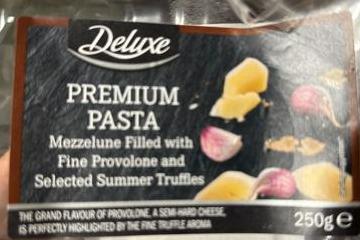 Deluxe
PREMIUM
PASTA
Mezzelune Filled with
Fine Provolone and
Selected Summer Truffles
THE GRAND FLAVOUR OF PROVOLONE, A SEMI-HARD CHEESE,
IS PERFECTLY HIGHLIGHTED BY THE FINE TRUFFLE AROMA
250g e